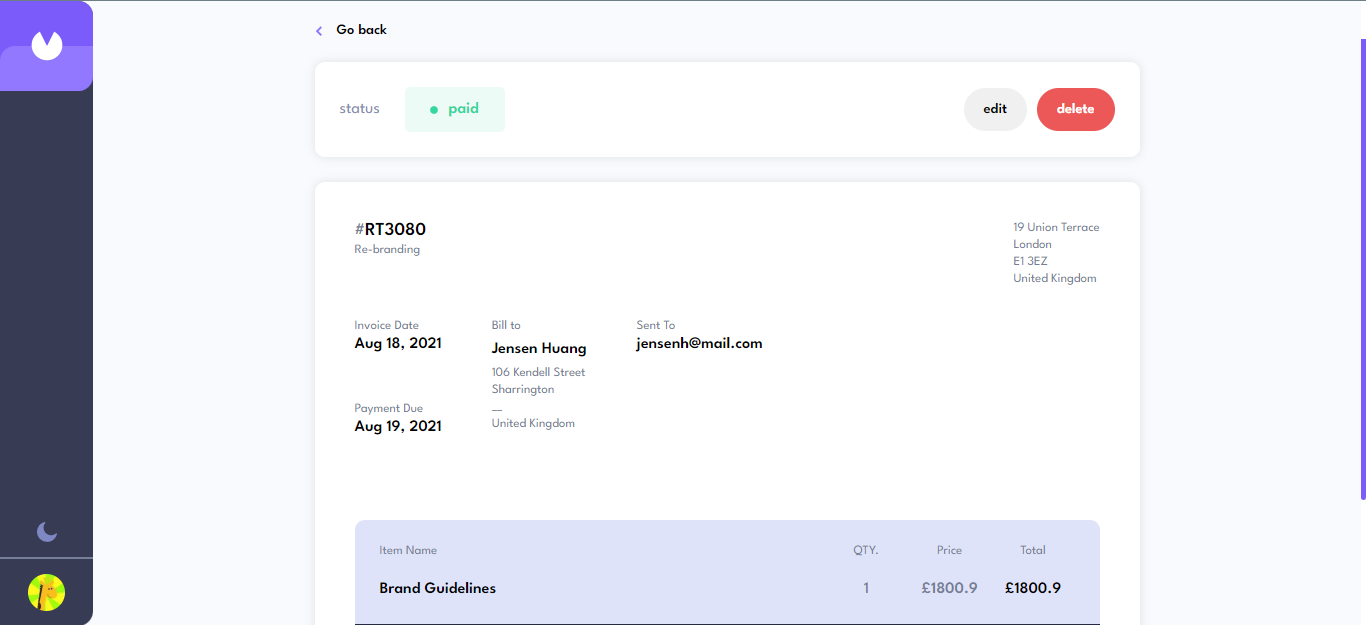 Go back
status
paid
edit
delete
#RT3080
Re-branding
19 Union Terrace
London
E1 3EZ
United Kingdom
Invoice Date
Aug 18, 2021
Payment Due
Aug 19, 2021
Bill to
Jensen Huang
106 Kendell Street
Sharrington
__
United Kingdom
Sent To
jensenh@mail.com
Item Name QTY. Price Total
Brand Guidelines 1 £1800.9 £1800.9